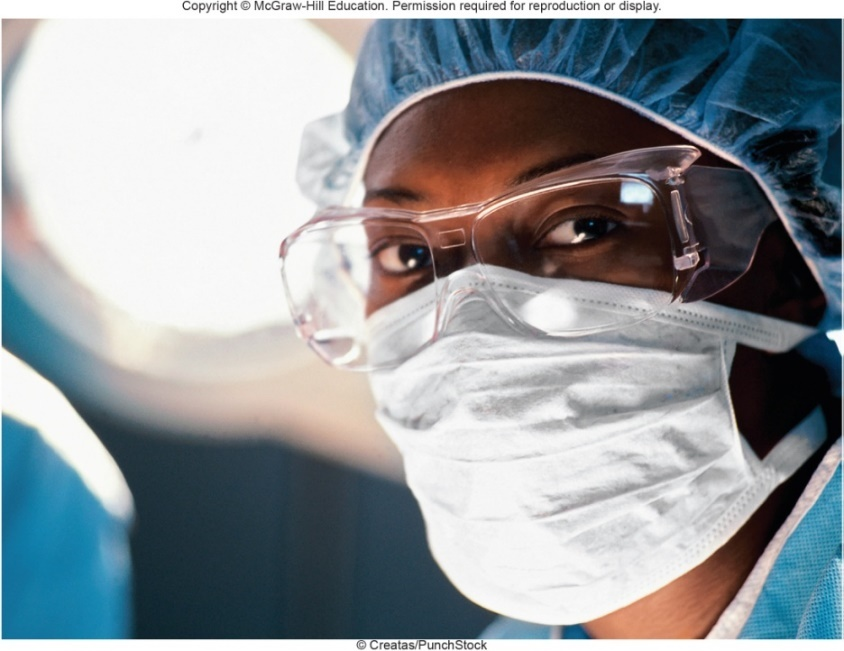 Copyright © McGraw-Hill Education. Permission required for reproduction or display.
© Creatas/PunchStock